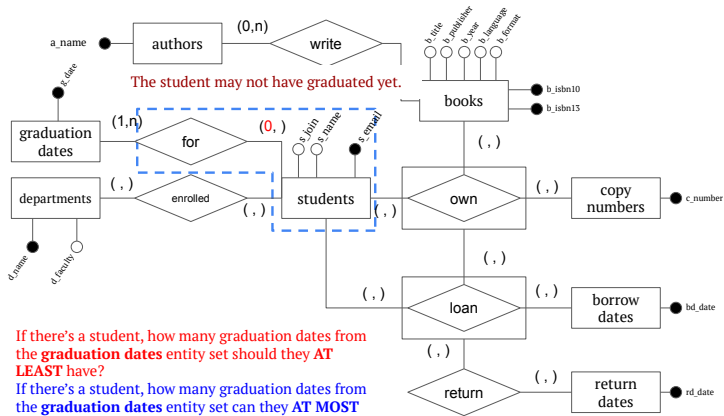 a_name
authors
(0,n)
write
b_title
b_publisher
b_year
b_language
b_format
The student may not have graduated yet.
books
b_isbn10
b_isbn13
g_date
graduation
dates
(1,n)
for
(0, )
s_join
s_name
s_email
( , )
departments
( , )
enrolled
( , )
students
( , )
own
( , )
copy
numbers
c_number
d_name
d_faculty
( , )
( , )
loan
( , )
borrow
dates
bd_date
If there's a student, how many graduation dates from
the graduation dates entity set should they AT
LEAST have?
If there's a student, how many graduation dates from
the graduation dates entity set can they AT MOST
( , )
return
( , )
return
dates
rd_date